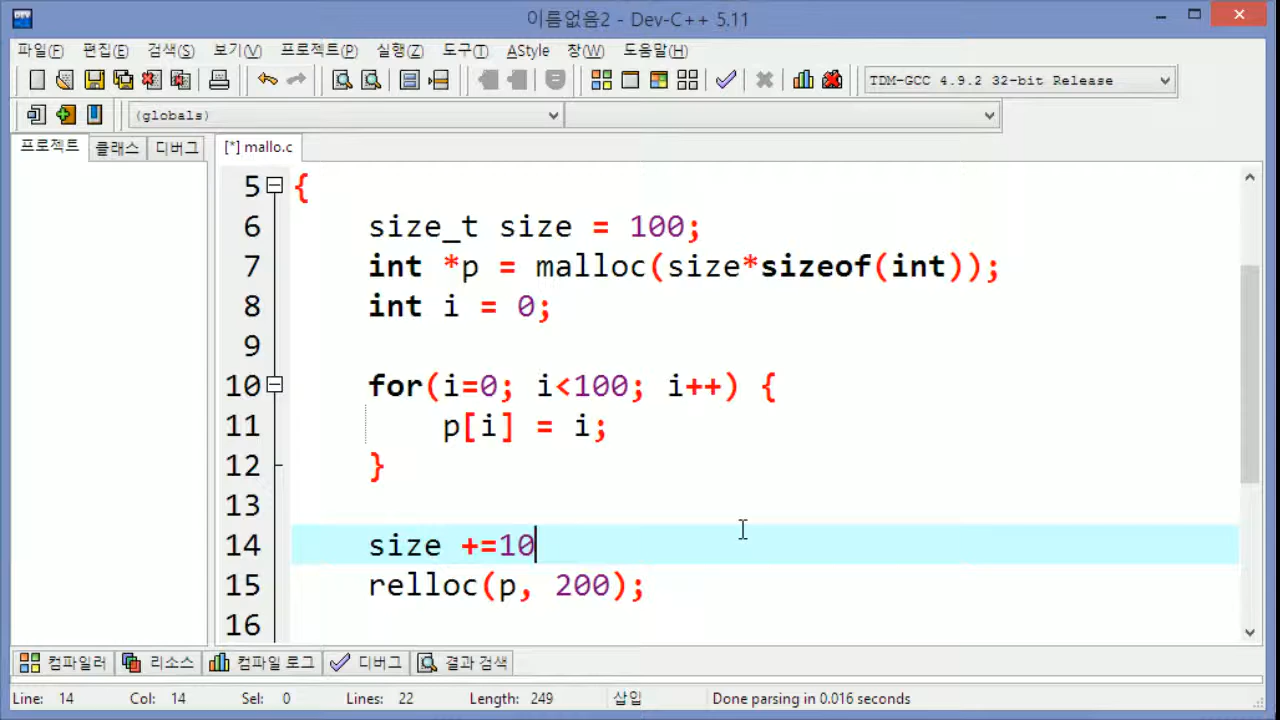 이름없음2 - Dev-C++ 5.11
파일(F) 편집(E) 검색(S) 보기(V) 프로젝트(P) 실행(Z) 도구(T) AStyle 창(W) 도움말(H)
TDM-GCC 4.9.2 32-bit Release
(globals)
프로젝트 클래스 디버그 [*] mallo.c
5 {
6 size_t size = 100;
7 int *p = malloc(size*sizeof(int));
8 int i = 0;
9
10 for(i=0; i<100; i++) {
11 p[i] = i;
12 }
13
14 size +=10
15 relloc(p, 200);
16
컴파일러 리소스 컴파일 로그 디버그 결과 검색
Line: 14 Col: 14 Sel: 0 Lines: 22 Length: 249 삽입 Done parsing in 0.016 seconds